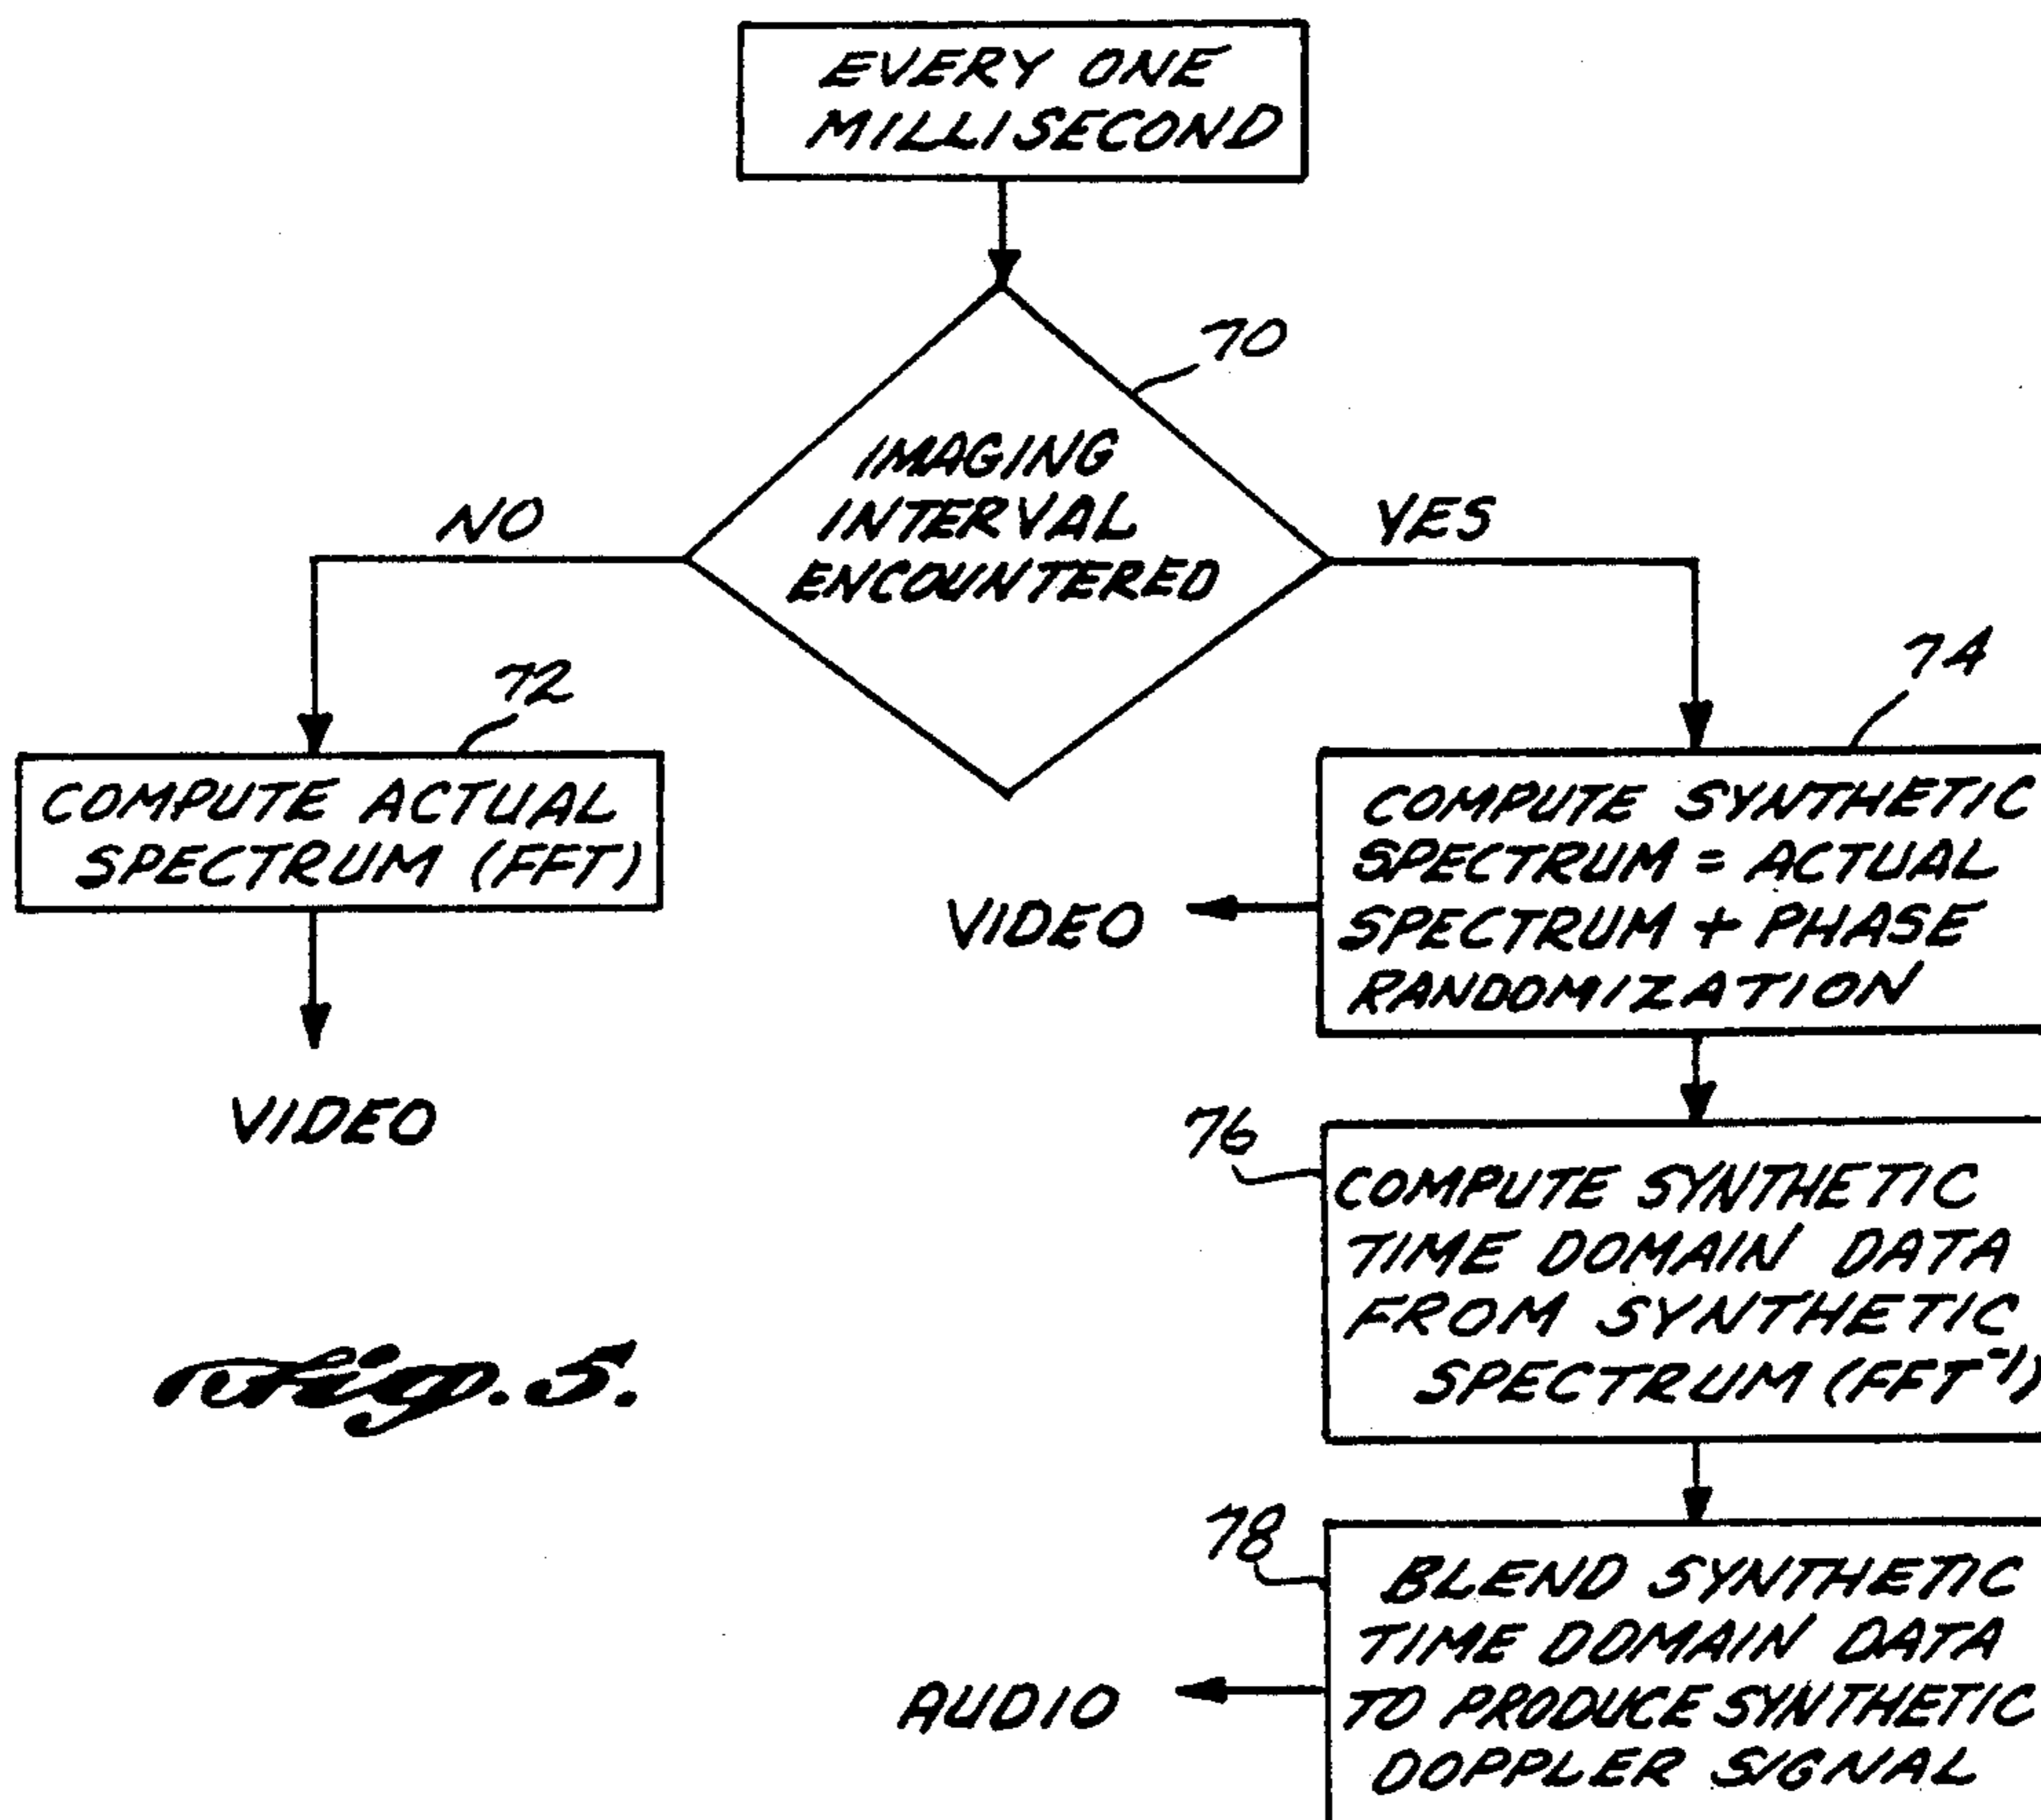 EVERY ONE
MILLISECOND
70
IMAGING
INTERVAL
ENCOUNTERED
NO
YES
72
74
COMPUTE ACTUAL
SPECTRUM (FFT)
VIDEO
COMPUTE SYNTHETIC
SPECTRUM = ACTUAL
SPECTRUM + PHASE
RANDOMIZATION
VIDEO
76
COMPUTE SYNTHETIC
TIME DOMAIN DATA
FROM SYNTHETIC
SPECTRUM (FFT⁻¹)
78
BLEND SYNTHETIC
TIME DOMAIN DATA
TO PRODUCE SYNTHETIC
DOPPLER SIGNAL
AUDIO
Fig. 5.